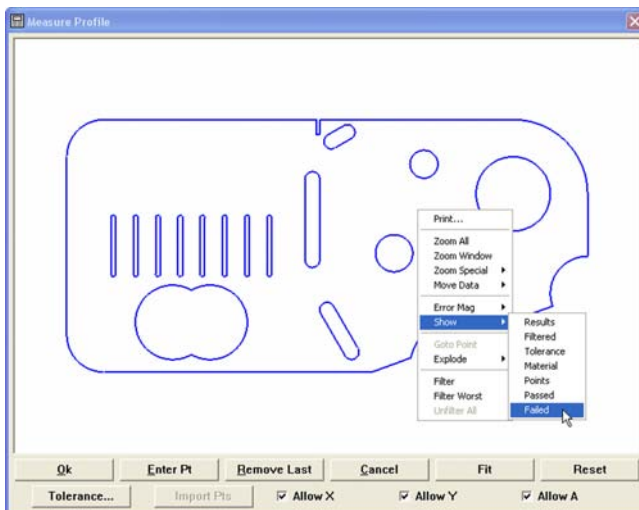 Measure Profile
Print...
Zoom All
Zoom Window
Zoom Special
Move Data
Error Mag
Show
Goto Point
Explode
Filter
Filter Worst
Unfilter All
Results
Filtered
Tolerance
Material
Points
Passed
Failed
Ok Enter Pt Remove Last Cancel Fit Reset
Tolerance... Import Pts Allow X Allow Y Allow A